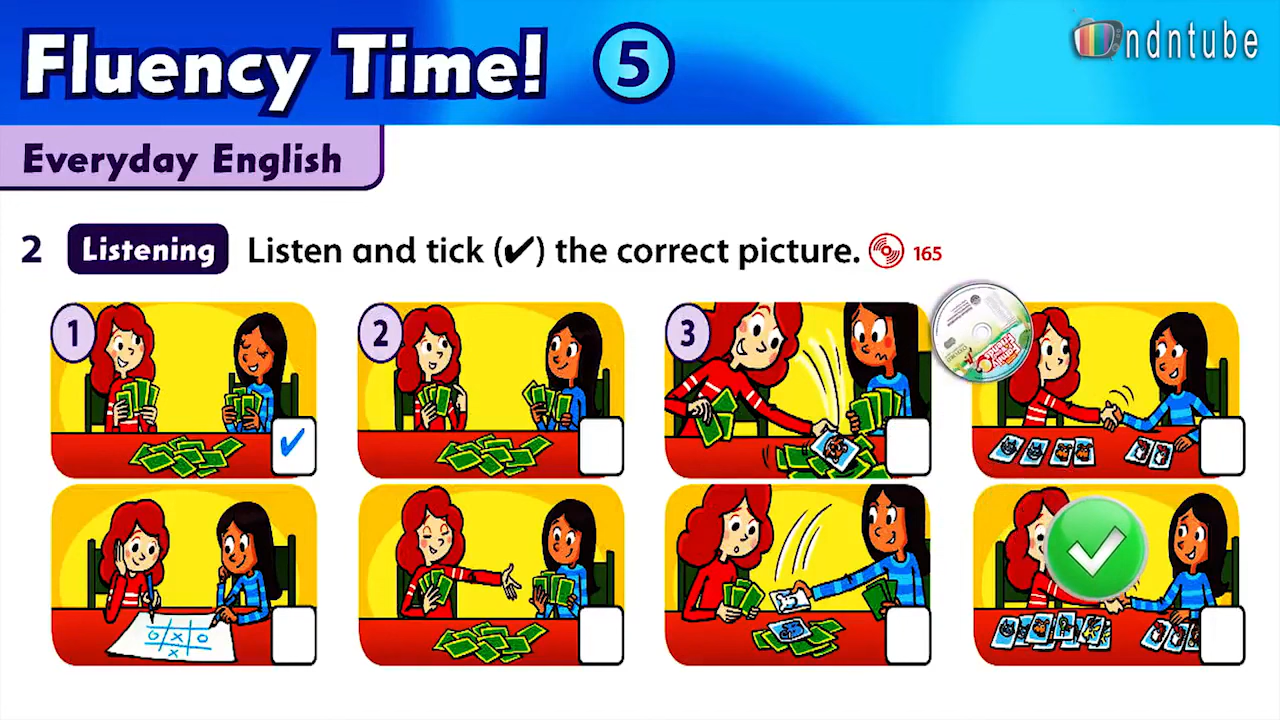 Fluency Time! 5
ndntube
Everyday English
2 Listening Listen and tick (✔) the correct picture. 165
1 2 3
O X O
X